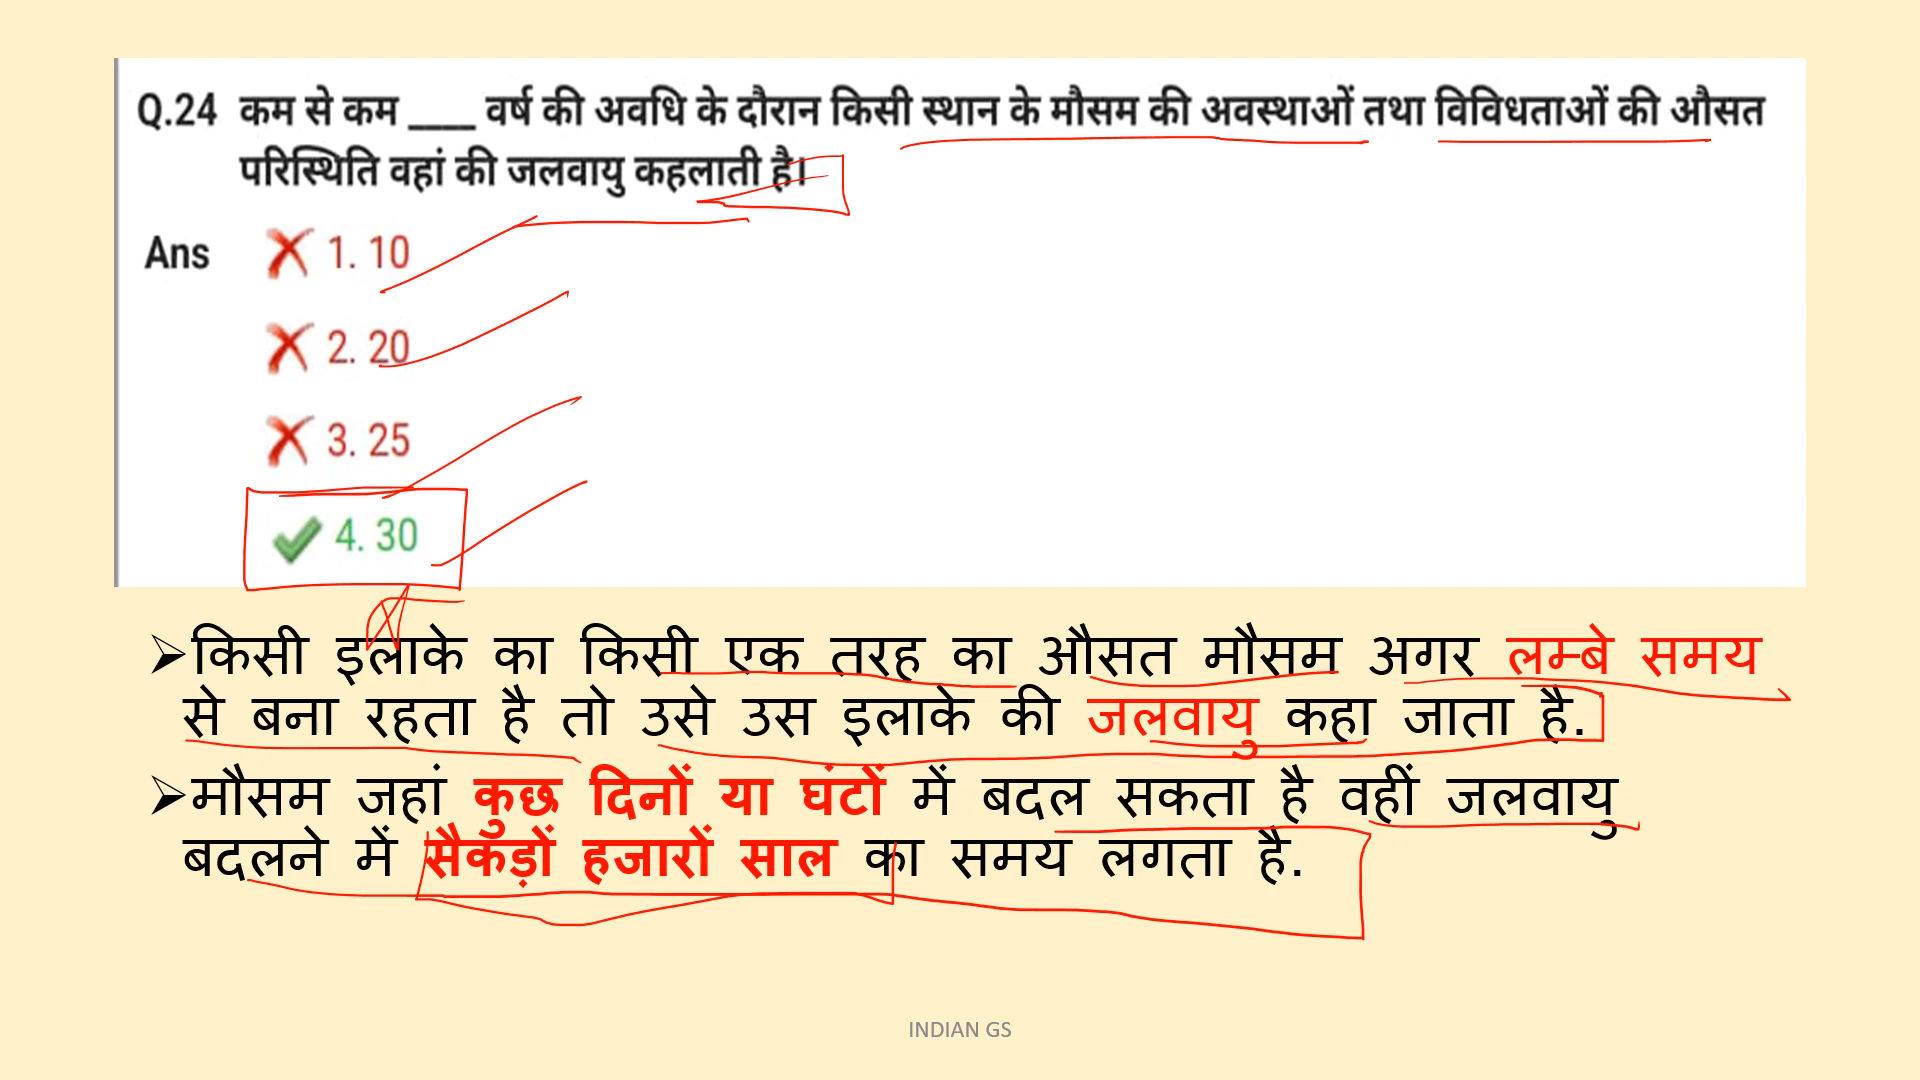 Q.24 कम से कम ____ वर्ष की अवधि के दौरान किसी स्थान के मौसम की अवस्थाओं तथा विविधताओं की औसत
परिस्थिति वहां की जलवायु कहलाती है।
Ans 1. 10
2. 20
3. 25
4. 30
➢किसी इलाके का किसी एक तरह का औसत मौसम अगर लम्बे समय
से बना रहता है तो उसे उस इलाके की जलवायु कहा जाता है.
➢मौसम जहां कुछ दिनों या घंटों में बदल सकता है वहीं जलवायु
बदलने में सैकड़ों हजारों साल का समय लगता है.
INDIAN GS